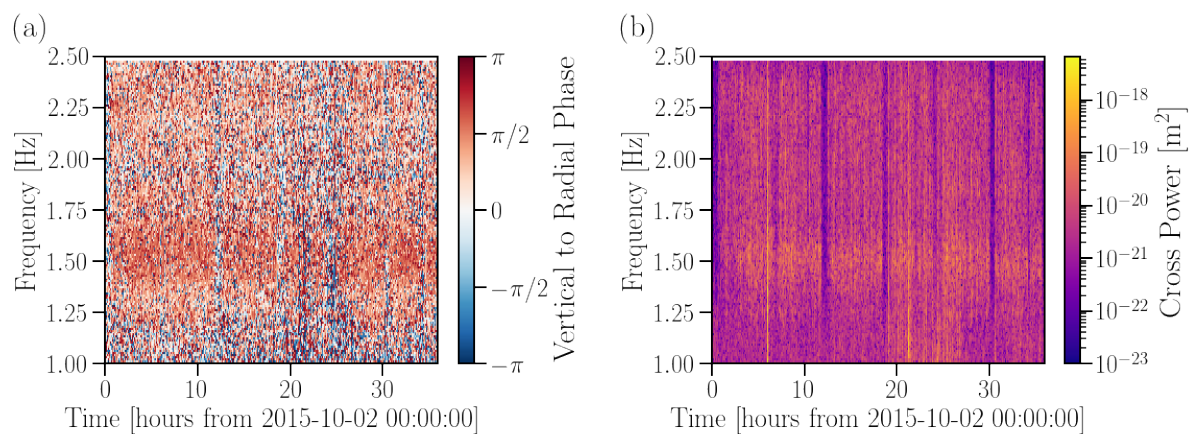 (a)
2.50
2.25
2.00
1.75
1.50
1.25
1.00
Frequency [Hz]
0
10
20
30
Time [hours from 2015-10-02 00:00:00]
π
π/2
0
−π/2
−π
Vertical to Radial Phase
(b)
2.50
2.25
2.00
1.75
1.50
1.25
1.00
Frequency [Hz]
0
10
20
30
Time [hours from 2015-10-02 00:00:00]
10⁻¹⁸
10⁻¹⁹
10⁻²⁰
10⁻²¹
10⁻²²
10⁻²³
Cross Power [m²]